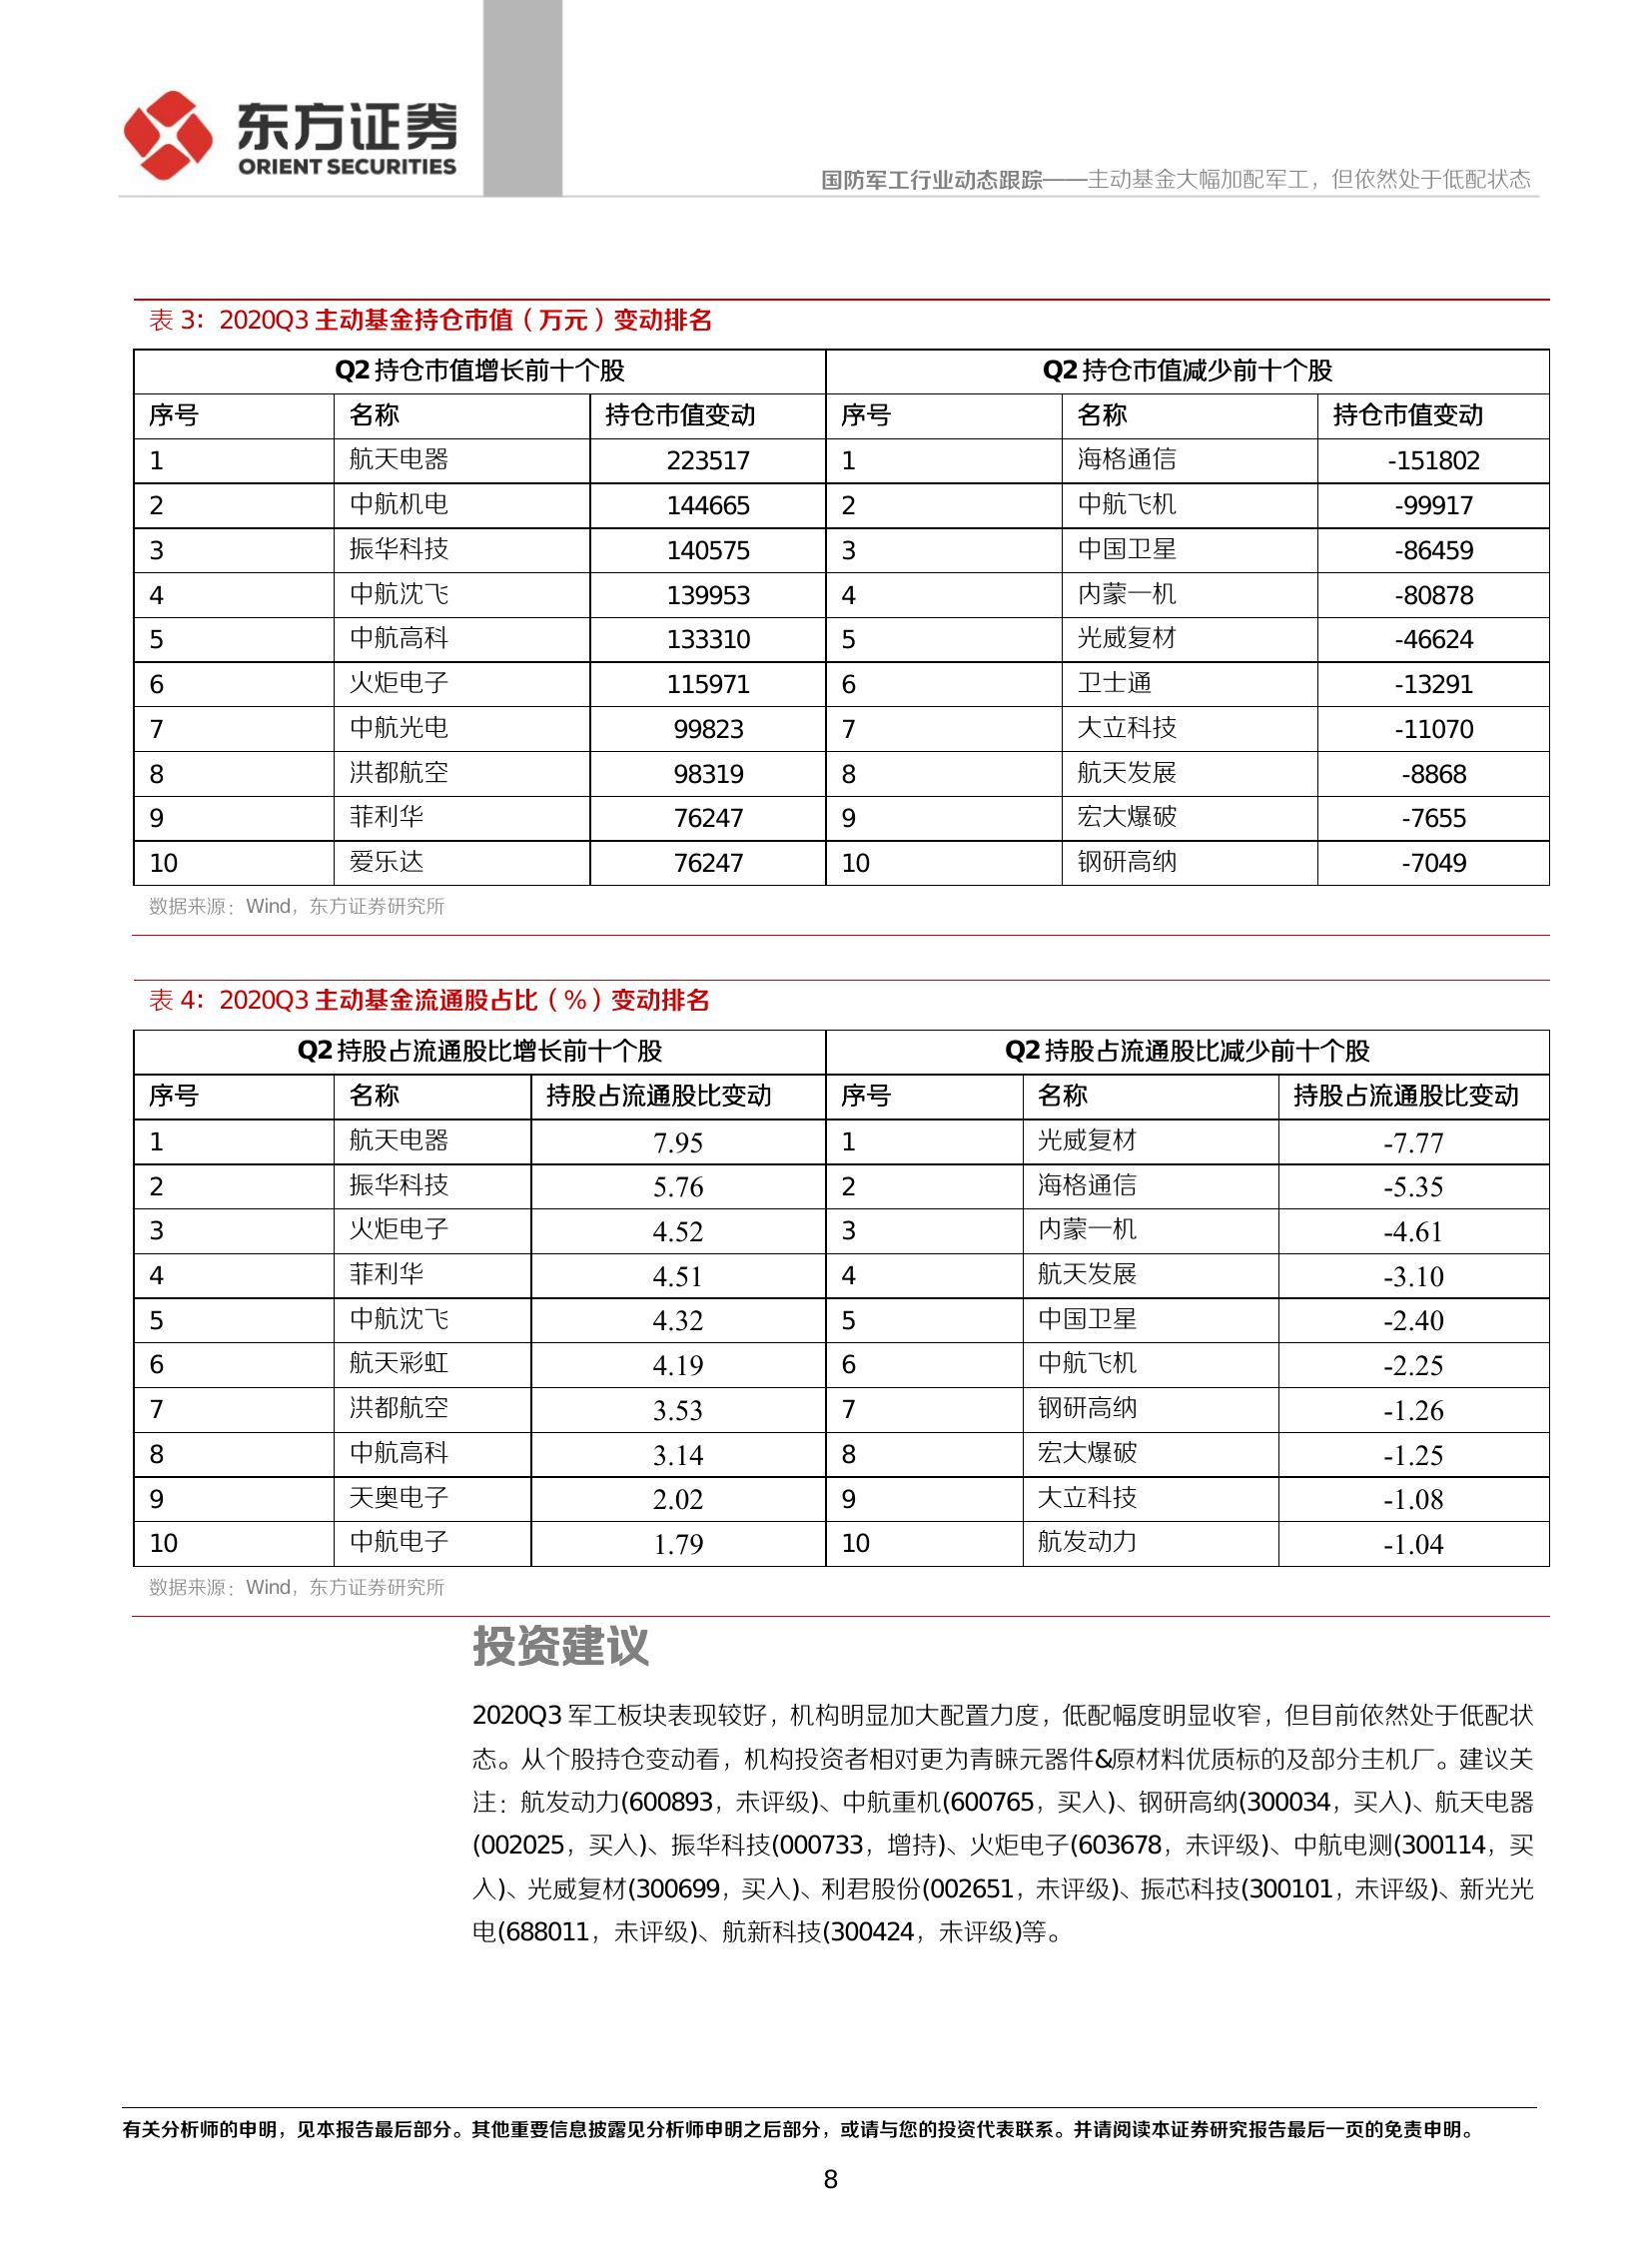 东方证券
ORIENT SECURITIES
国防军工行业动态跟踪——主动基金大幅加配军工，但依然处于低配状态
表 3：2020Q3 主动基金持仓市值（万元）变动排名
Q2 持仓市值增长前十个股 Q2 持仓市值减少前十个股
序号 名称 持仓市值变动 序号 名称 持仓市值变动
1 航天电器 223517 1 海格通信 -151802
2 中航机电 144665 2 中航飞机 -99917
3 振华科技 140575 3 中国卫星 -86459
4 中航沈飞 139953 4 内蒙一机 -80878
5 中航高科 133310 5 光威复材 -46624
6 火炬电子 115971 6 卫士通 -13291
7 中航光电 99823 7 大立科技 -11070
8 洪都航空 98319 8 航天发展 -8868
9 菲利华 76247 9 宏大爆破 -7655
10 爱乐达 76247 10 钢研高纳 -7049
数据来源：Wind，东方证券研究所
表 4：2020Q3 主动基金流通股占比（%）变动排名
Q2 持股占流通股比增长前十个股 Q2 持股占流通股比减少前十个股
序号 名称 持股占流通股比变动 序号 名称 持股占流通股比变动
1 航天电器 7.95 1 光威复材 -7.77
2 振华科技 5.76 2 海格通信 -5.35
3 火炬电子 4.52 3 内蒙一机 -4.61
4 菲利华 4.51 4 航天发展 -3.10
5 中航沈飞 4.32 5 中国卫星 -2.40
6 航天彩虹 4.19 6 中航飞机 -2.25
7 洪都航空 3.53 7 钢研高纳 -1.26
8 中航高科 3.14 8 宏大爆破 -1.25
9 天奥电子 2.02 9 大立科技 -1.08
10 中航电子 1.79 10 航发动力 -1.04
数据来源：Wind，东方证券研究所
投资建议
2020Q3 军工板块表现较好，机构明显加大配置力度，低配幅度明显收窄，但目前依然处于低配状
态。从个股持仓变动看，机构投资者相对更为青睐元器件&原材料优质标的及部分主机厂。建议关
注：航发动力(600893，未评级)、中航重机(600765，买入)、钢研高纳(300034，买入)、航天电器
(002025，买入)、振华科技(000733，增持)、火炬电子(603678，未评级)、中航电测(300114，买
入)、光威复材(300699，买入)、利君股份(002651，未评级)、振芯科技(300101，未评级)、新光光
电(688011，未评级)、航新科技(300424，未评级)等。
有关分析师的申明，见本报告最后部分。其他重要信息披露见分析师申明之后部分，或请与您的投资代表联系。并请阅读本证券研究报告最后一页的免责申明。
8